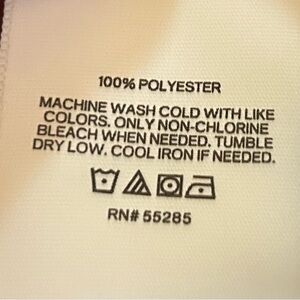 100% POLYESTER
MACHINE WASH COLD WITH LIKE
COLORS. ONLY NON-CHLORINE
BLEACH WHEN NEEDED. TUMBLE
DRY LOW. COOL IRON IF NEEDED.
RN# 55285